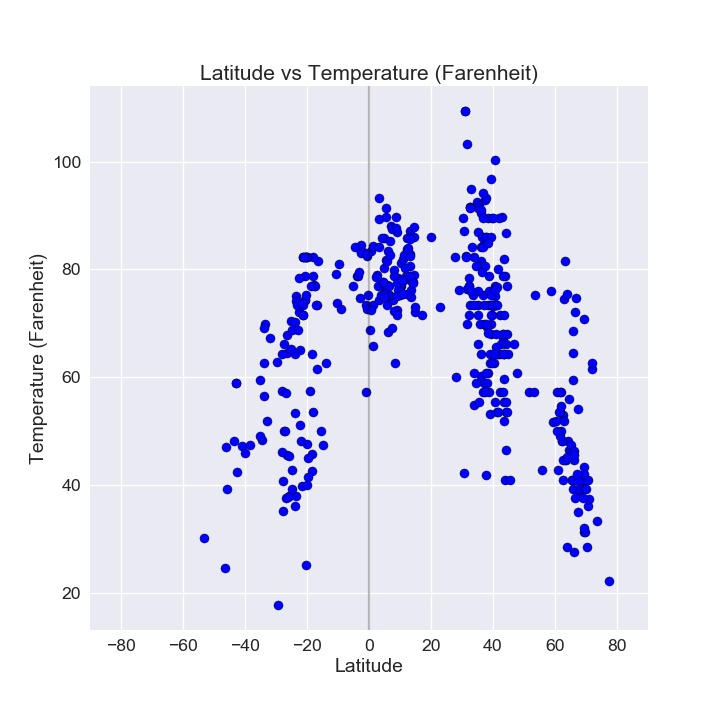 Latitude vs Temperature (Farenheit)
Temperature (Farenheit)
100
80
60
40
20
−80 −60 −40 −20 0 20 40 60 80
Latitude